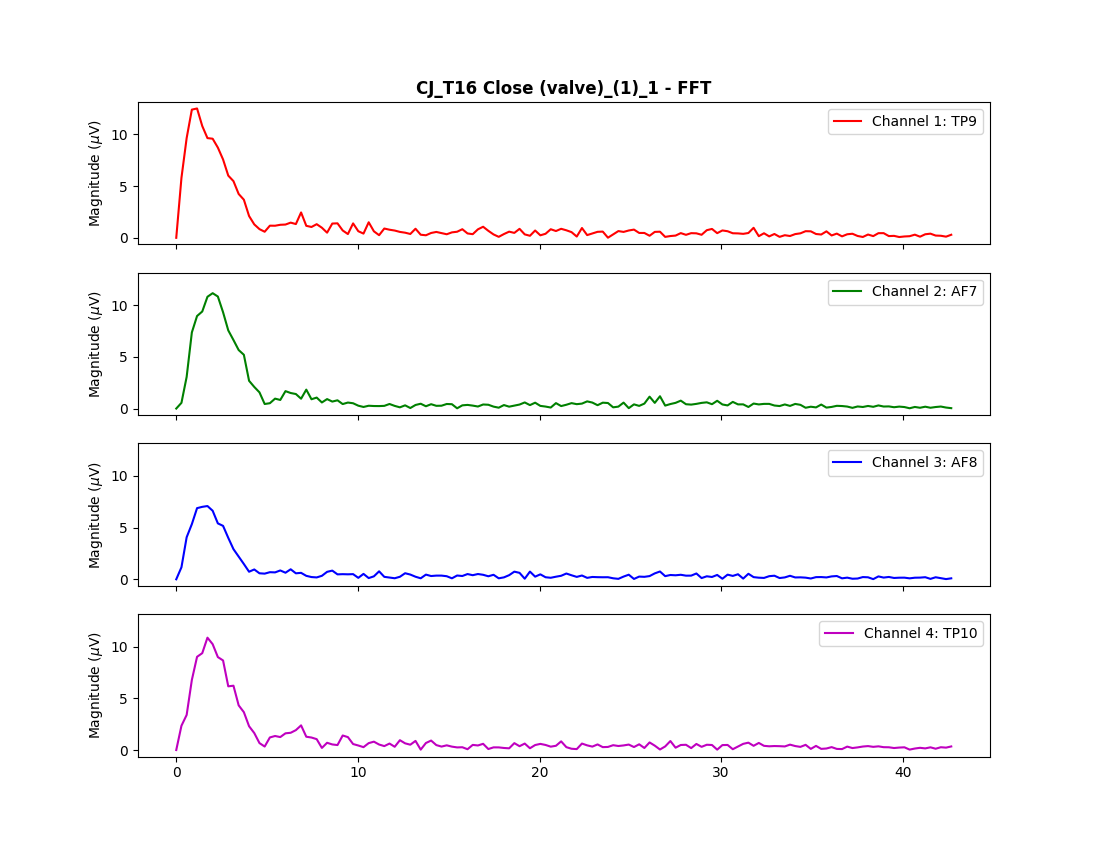 CJ_T16 Close (valve)_(1)_1 - FFT
Magnitude (μV)
10
5
0
Channel 1: TP9
Magnitude (μV)
10
5
0
Channel 2: AF7
Magnitude (μV)
10
5
0
Channel 3: AF8
Magnitude (μV)
10
5
0
Channel 4: TP10
0 10 20 30 40